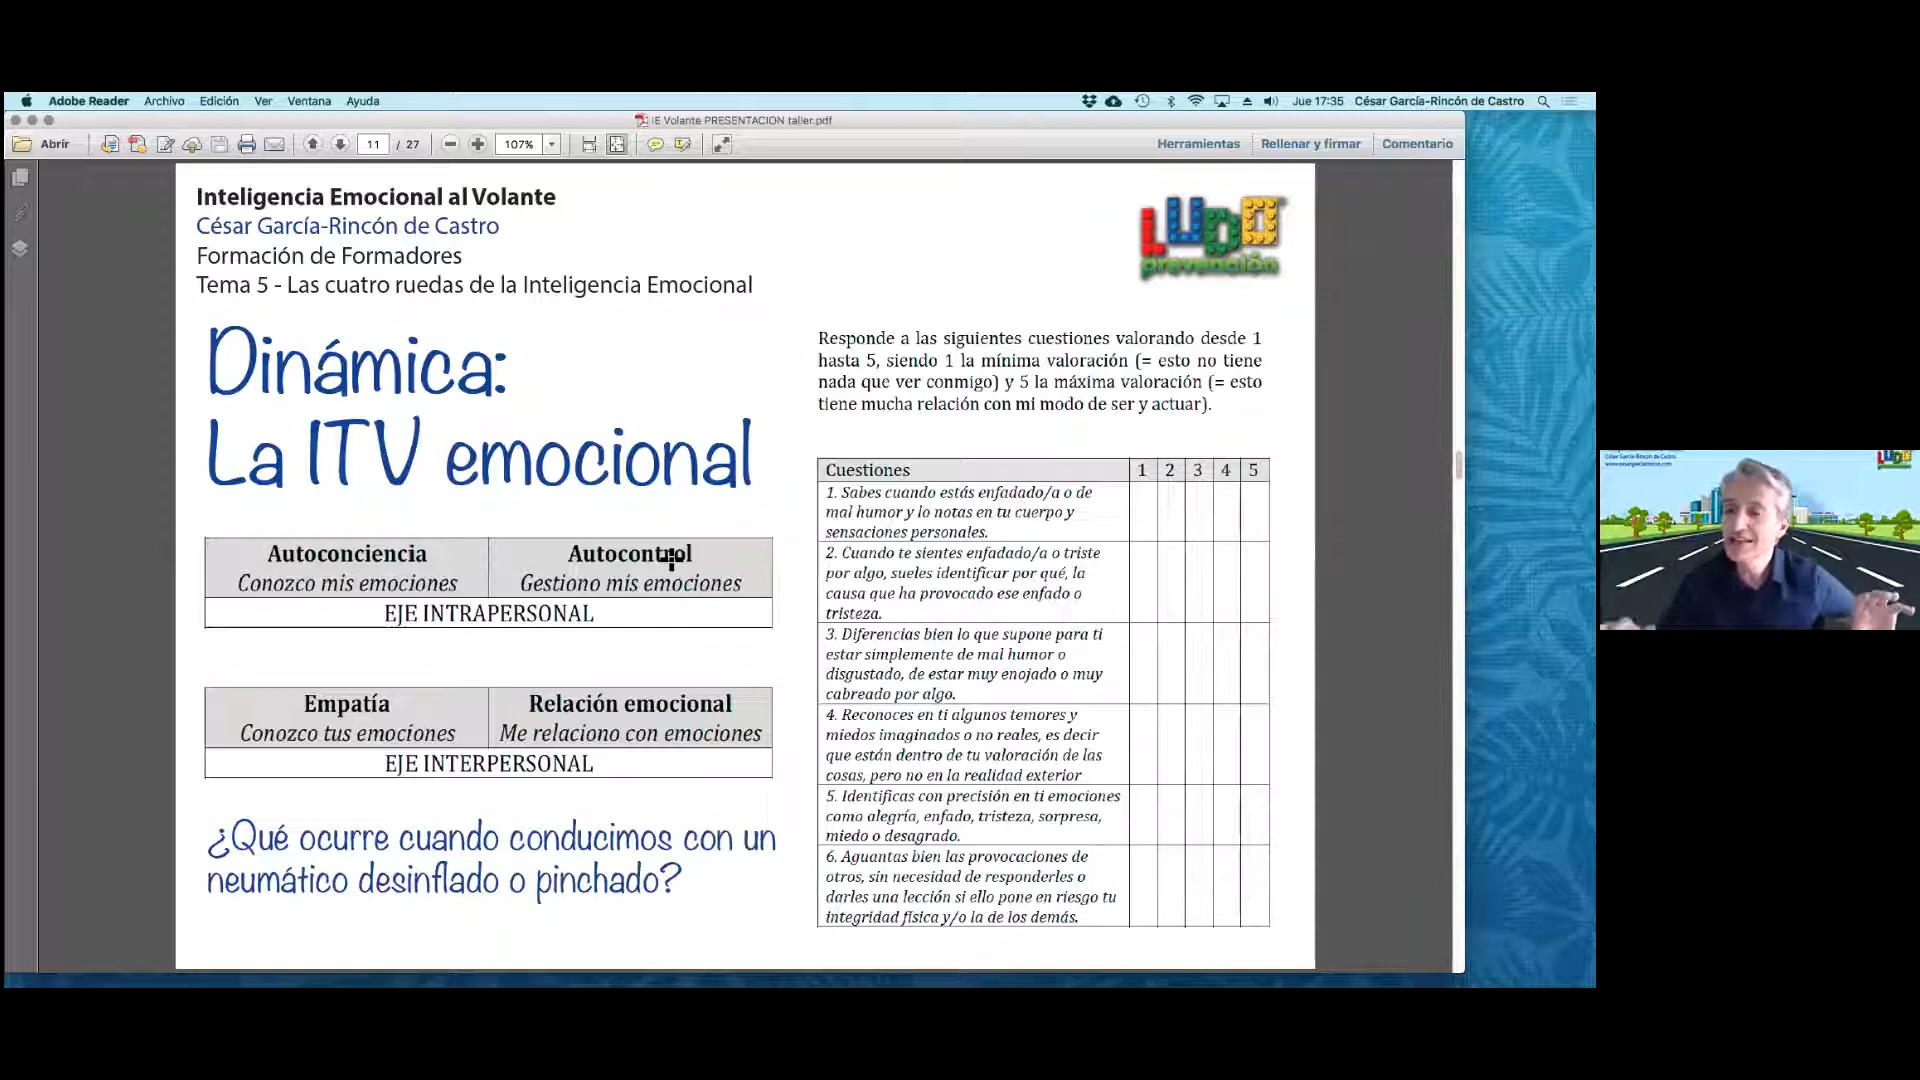 Adobe Reader Archivo Edición Ver Ventana Ayuda
Jue 17:35 César García-Rincón de Castro
IE Volante PRESENTACION taller.pdf
Abrir 11 / 27 107% Herramientas Rellenar y firmar Comentario
Inteligencia Emocional al Volante
César García-Rincón de Castro
Formación de Formadores
Tema 5 - Las cuatro ruedas de la Inteligencia Emocional
LUDO
prevención
Dinámica:
La ITV emocional
Autoconciencia Autocontrol
Conozco mis emociones Gestiono mis emociones
EJE INTRAPERSONAL
Empatía Relación emocional
Conozco tus emociones Me relaciono con emociones
EJE INTERPERSONAL
¿Qué ocurre cuando conducimos con un
neumático desinflado o pinchado?
Responde a las siguientes cuestiones valorando desde 1
hasta 5, siendo 1 la mínima valoración (= esto no tiene
nada que ver conmigo) y 5 la máxima valoración (= esto
tiene mucha relación con mi modo de ser y actuar).
Cuestiones 1 2 3 4 5
1. Sabes cuando estás enfadado/a o de
mal humor y lo notas en tu cuerpo y
sensaciones personales.
2. Cuando te sientes enfadado/a o triste
por algo, sueles identificar por qué, la
causa que ha provocado ese enfado o
tristeza.
3. Diferencias bien lo que supone para ti
estar simplemente de mal humor o
disgustado, de estar muy enojado o muy
cabreado por algo.
4. Reconoces en ti algunos temores y
miedos imaginados o no reales, es decir
que están dentro de tu valoración de las
cosas, pero no en la realidad exterior
5. Identificas con precisión en ti emociones
como alegría, enfado, tristeza, sorpresa,
miedo o desagrado.
6. Aguantas bien las provocaciones de
otros, sin necesidad de responderles o
darles una lección si ello pone en riesgo tu
integridad física y/o la de los demás.
César García-Rincón de Castro
LUDO